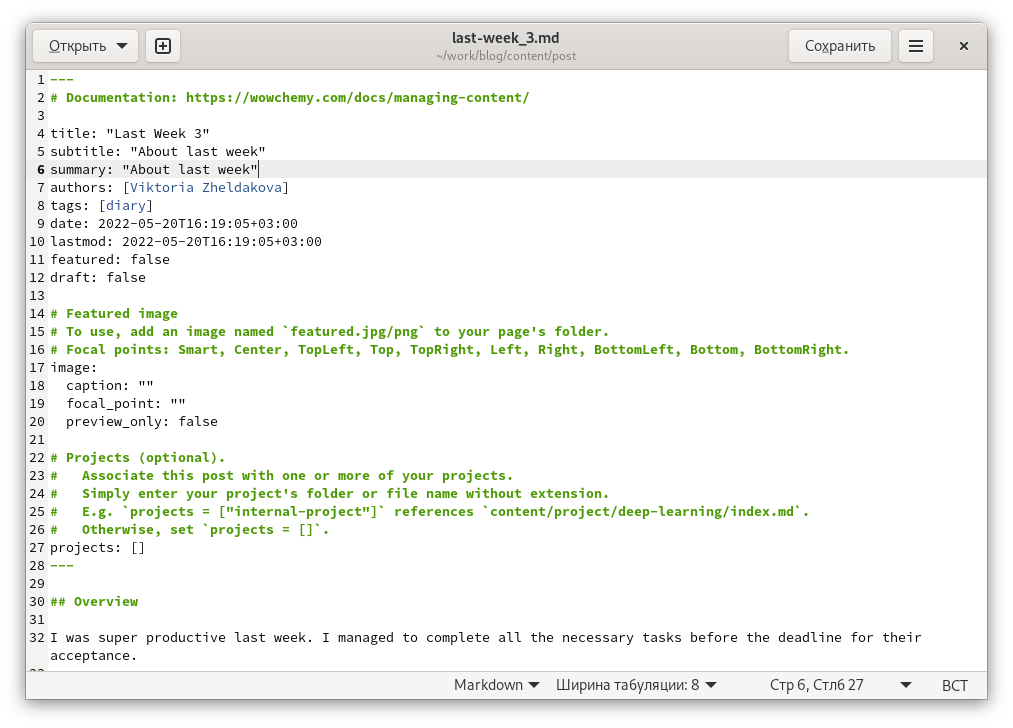 Открыть
last-week_3.md
~/work/blog/content/post
Сохранить
1 ---
2 # Documentation: https://wowchemy.com/docs/managing-content/
3
4 title: "Last Week 3"
5 subtitle: "About last week"
6 summary: "About last week"
7 authors: [Viktoria Zheldakova]
8 tags: [diary]
9 date: 2022-05-20T16:19:05+03:00
10 lastmod: 2022-05-20T16:19:05+03:00
11 featured: false
12 draft: false
13
14 # Featured image
15 # To use, add an image named `featured.jpg/png` to your page's folder.
16 # Focal points: Smart, Center, TopLeft, Top, TopRight, Left, Right, BottomLeft, Bottom, BottomRight.
17 image:
18   caption: ""
19   focal_point: ""
20   preview_only: false
21
22 # Projects (optional).
23 #   Associate this post with one or more of your projects.
24 #   Simply enter your project's folder or file name without extension.
25 #   E.g. `projects = ["internal-project"]` references `content/project/deep-learning/index.md`.
26 #   Otherwise, set `projects = []`.
27 projects: []
28 ---
29
30 ## Overview
31
32 I was super productive last week. I managed to complete all the necessary tasks before the deadline for their
acceptance.
Markdown
Ширина табуляции: 8
Стр 6, Стлб 27
ВСТ